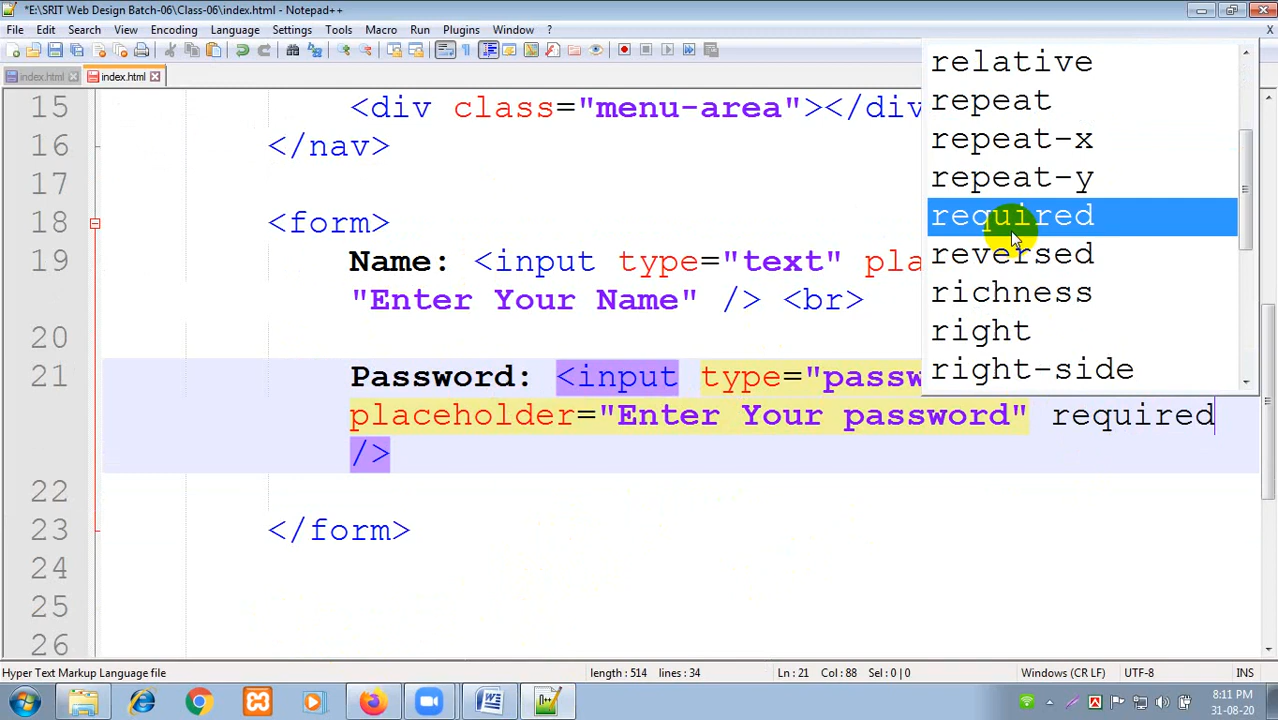 *E:\SRIT Web Design Batch-06\Class-06\index.html - Notepad++
File Edit Search View Encoding Language Settings Tools Macro Run Plugins Window ? X
index.html index.html
15 <div class="menu-area"></div
16 </nav>
17
18 <form>
19 Name: <input type="text" pla
"Enter Your Name" /> <br>
20
21 Password: <input type="passw
placeholder="Enter Your password" required
/>
22
23 </form>
24
25
26
relative
repeat
repeat-x
repeat-y
required
reversed
richness
right
right-side
Hyper Text Markup Language file length : 514 lines : 34 Ln : 21 Col : 88 Sel : 0 | 0 Windows (CR LF) UTF-8 INS
8:11 PM
31-08-20